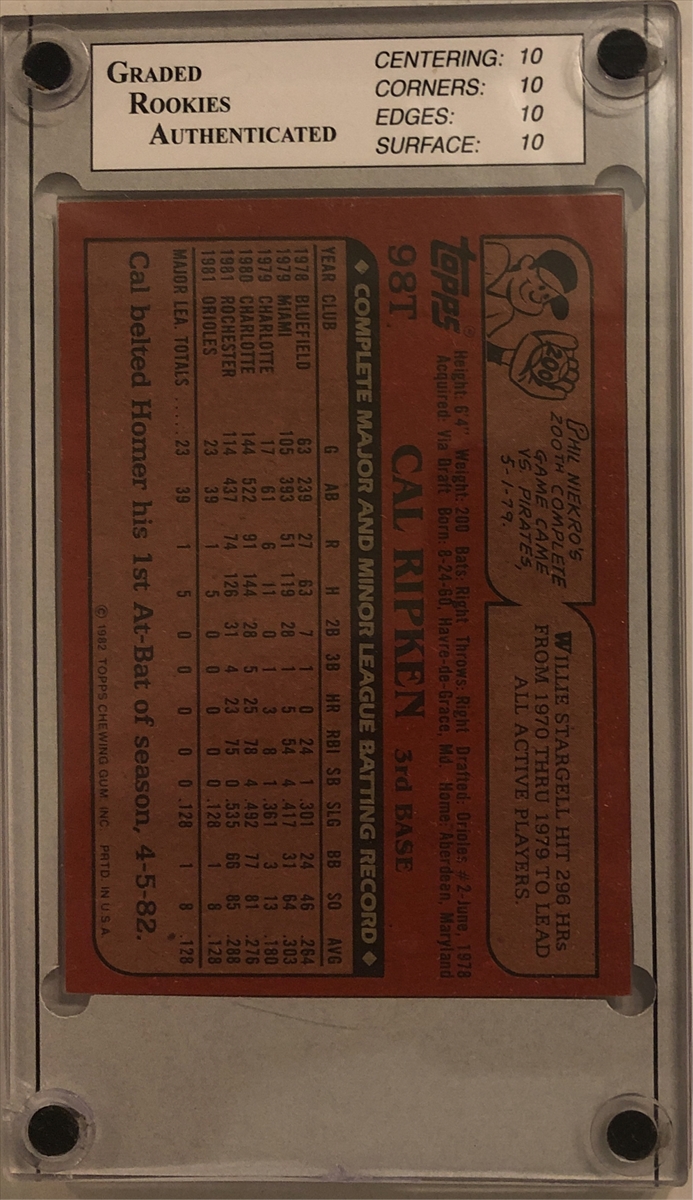 GRADED
ROOKIES
AUTHENTICATED
CENTERING: 10
CORNERS: 10
EDGES: 10
SURFACE: 10
200
PHIL NIEKRO'S
200TH COMPLETE
GAME CAME
VS. PIRATES,
5-1-79.
WILLIE STARGELL HIT 296 HRs
FROM 1970 THRU 1979 TO LEAD
ALL ACTIVE PLAYERS.
topps®
98T CAL RIPKEN 3rd BASE
Height: 6'4" Weight: 200 Bats: Right Throws: Right Drafted: Orioles #2-June, 1978
Acquired: Via Draft Born: 8-24-60, Havre-de-Grace, Md. Home: Aberdeen, Maryland
◆ COMPLETE MAJOR AND MINOR LEAGUE BATTING RECORD ◆
YEAR CLUB G AB R H 2B 3B HR RBI SB SLG BB SO AVG
1978 BLUEFIELD 63 239 27 63 7 1 0 24 1 .301 24 46 .264
1979 MIAMI 105 393 51 119 28 1 5 54 4 .417 31 64 .303
1979 CHARLOTTE 17 61 6 11 0 1 3 8 1 .361 3 13 .180
1980 CHARLOTTE 144 522 91 144 28 5 25 78 4 .492 77 81 .276
1981 ROCHESTER 114 437 74 126 31 4 23 75 0 .535 66 85 .288
1981 ORIOLES 23 39 1 5 0 0 0 0 0 .128 1 8 .128
MAJOR LEA. TOTALS ...... 23 39 1 5 0 0 0 0 0 .128 1 8 .128
Cal belted Homer his 1st At-Bat of season, 4-5-82.
© 1982 TOPPS CHEWING GUM, INC. PRTD. IN U.S.A.